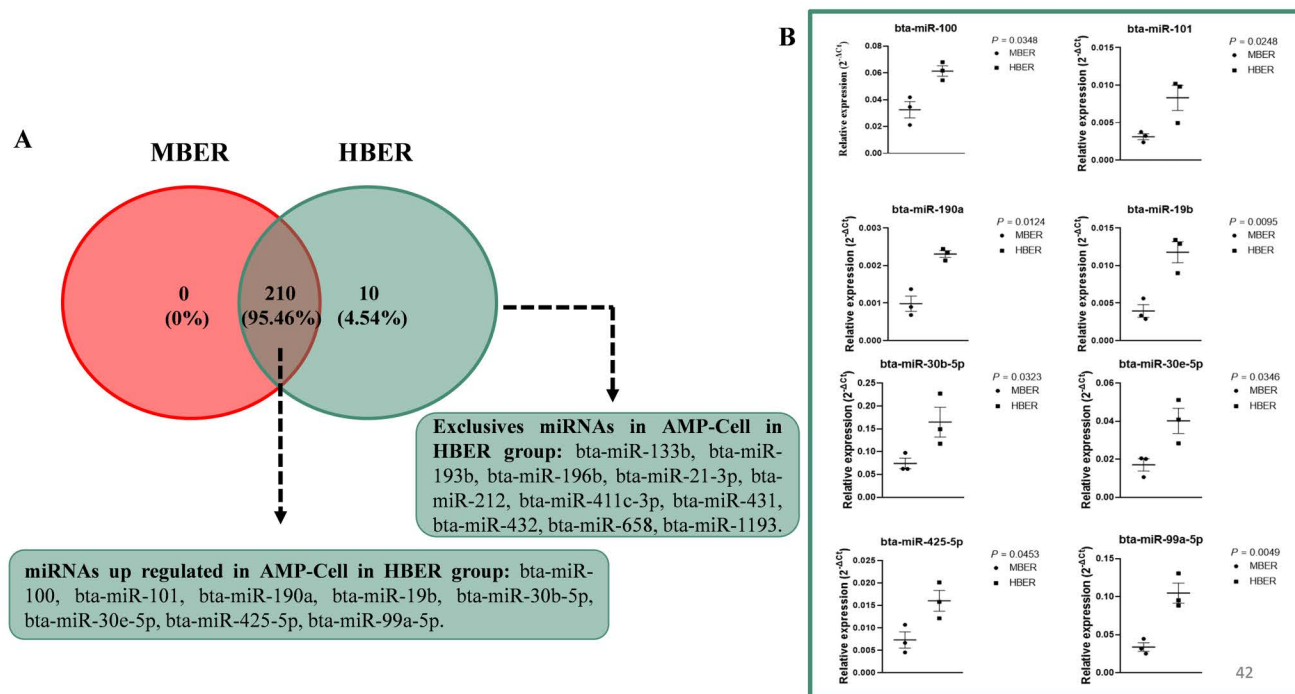 A
MBER
HBER
0
(0%)
210
(95.46%)
10
(4.54%)
Exclusives miRNAs in AMP-Cell in
HBER group: bta-miR-133b, bta-miR-
193b, bta-miR-196b, bta-miR-21-3p, bta-
miR-212, bta-miR-411c-3p, bta-miR-431,
bta-miR-432, bta-miR-658, bta-miR-1193.
miRNAs up regulated in AMP-Cell in HBER group: bta-miR-
100, bta-miR-101, bta-miR-190a, bta-miR-19b, bta-miR-30b-5p,
bta-miR-30e-5p, bta-miR-425-5p, bta-miR-99a-5p.
B
bta-miR-100
Relative expression (2^-ΔCt)
0.08
0.06
0.04
0.02
0.00
P = 0.0348
MBER
HBER
bta-miR-101
Relative expression (2^-ΔCt)
0.015
0.010
0.005
0.000
P = 0.0248
MBER
HBER
bta-miR-190a
Relative expression (2^-ΔCt)
0.003
0.002
0.001
0.000
P = 0.0124
MBER
HBER
bta-miR-19b
Relative expression (2^-ΔCt)
0.015
0.010
0.005
0.000
P = 0.0095
MBER
HBER
bta-miR-30b-5p
Relative expression (2^-ΔCt)
0.25
0.20
0.15
0.10
0.05
0.00
P = 0.0323
MBER
HBER
bta-miR-30e-5p
Relative expression (2^-ΔCt)
0.06
0.04
0.02
0.00
P = 0.0346
MBER
HBER
bta-miR-425-5p
Relative expression (2^-ΔCt)
0.025
0.020
0.015
0.010
0.005
0.000
P = 0.0453
MBER
HBER
bta-miR-99a-5p
Relative expression (2^-ΔCt)
0.15
0.10
0.05
0.00
P = 0.0049
MBER
HBER
42